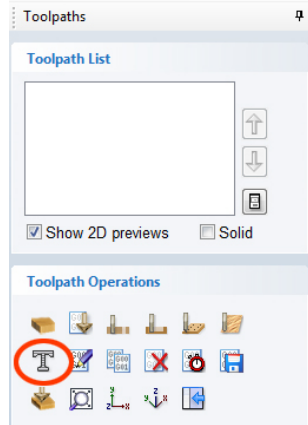 Toolpaths
Toolpath List
Show 2D previews
Solid
Toolpath Operations
T